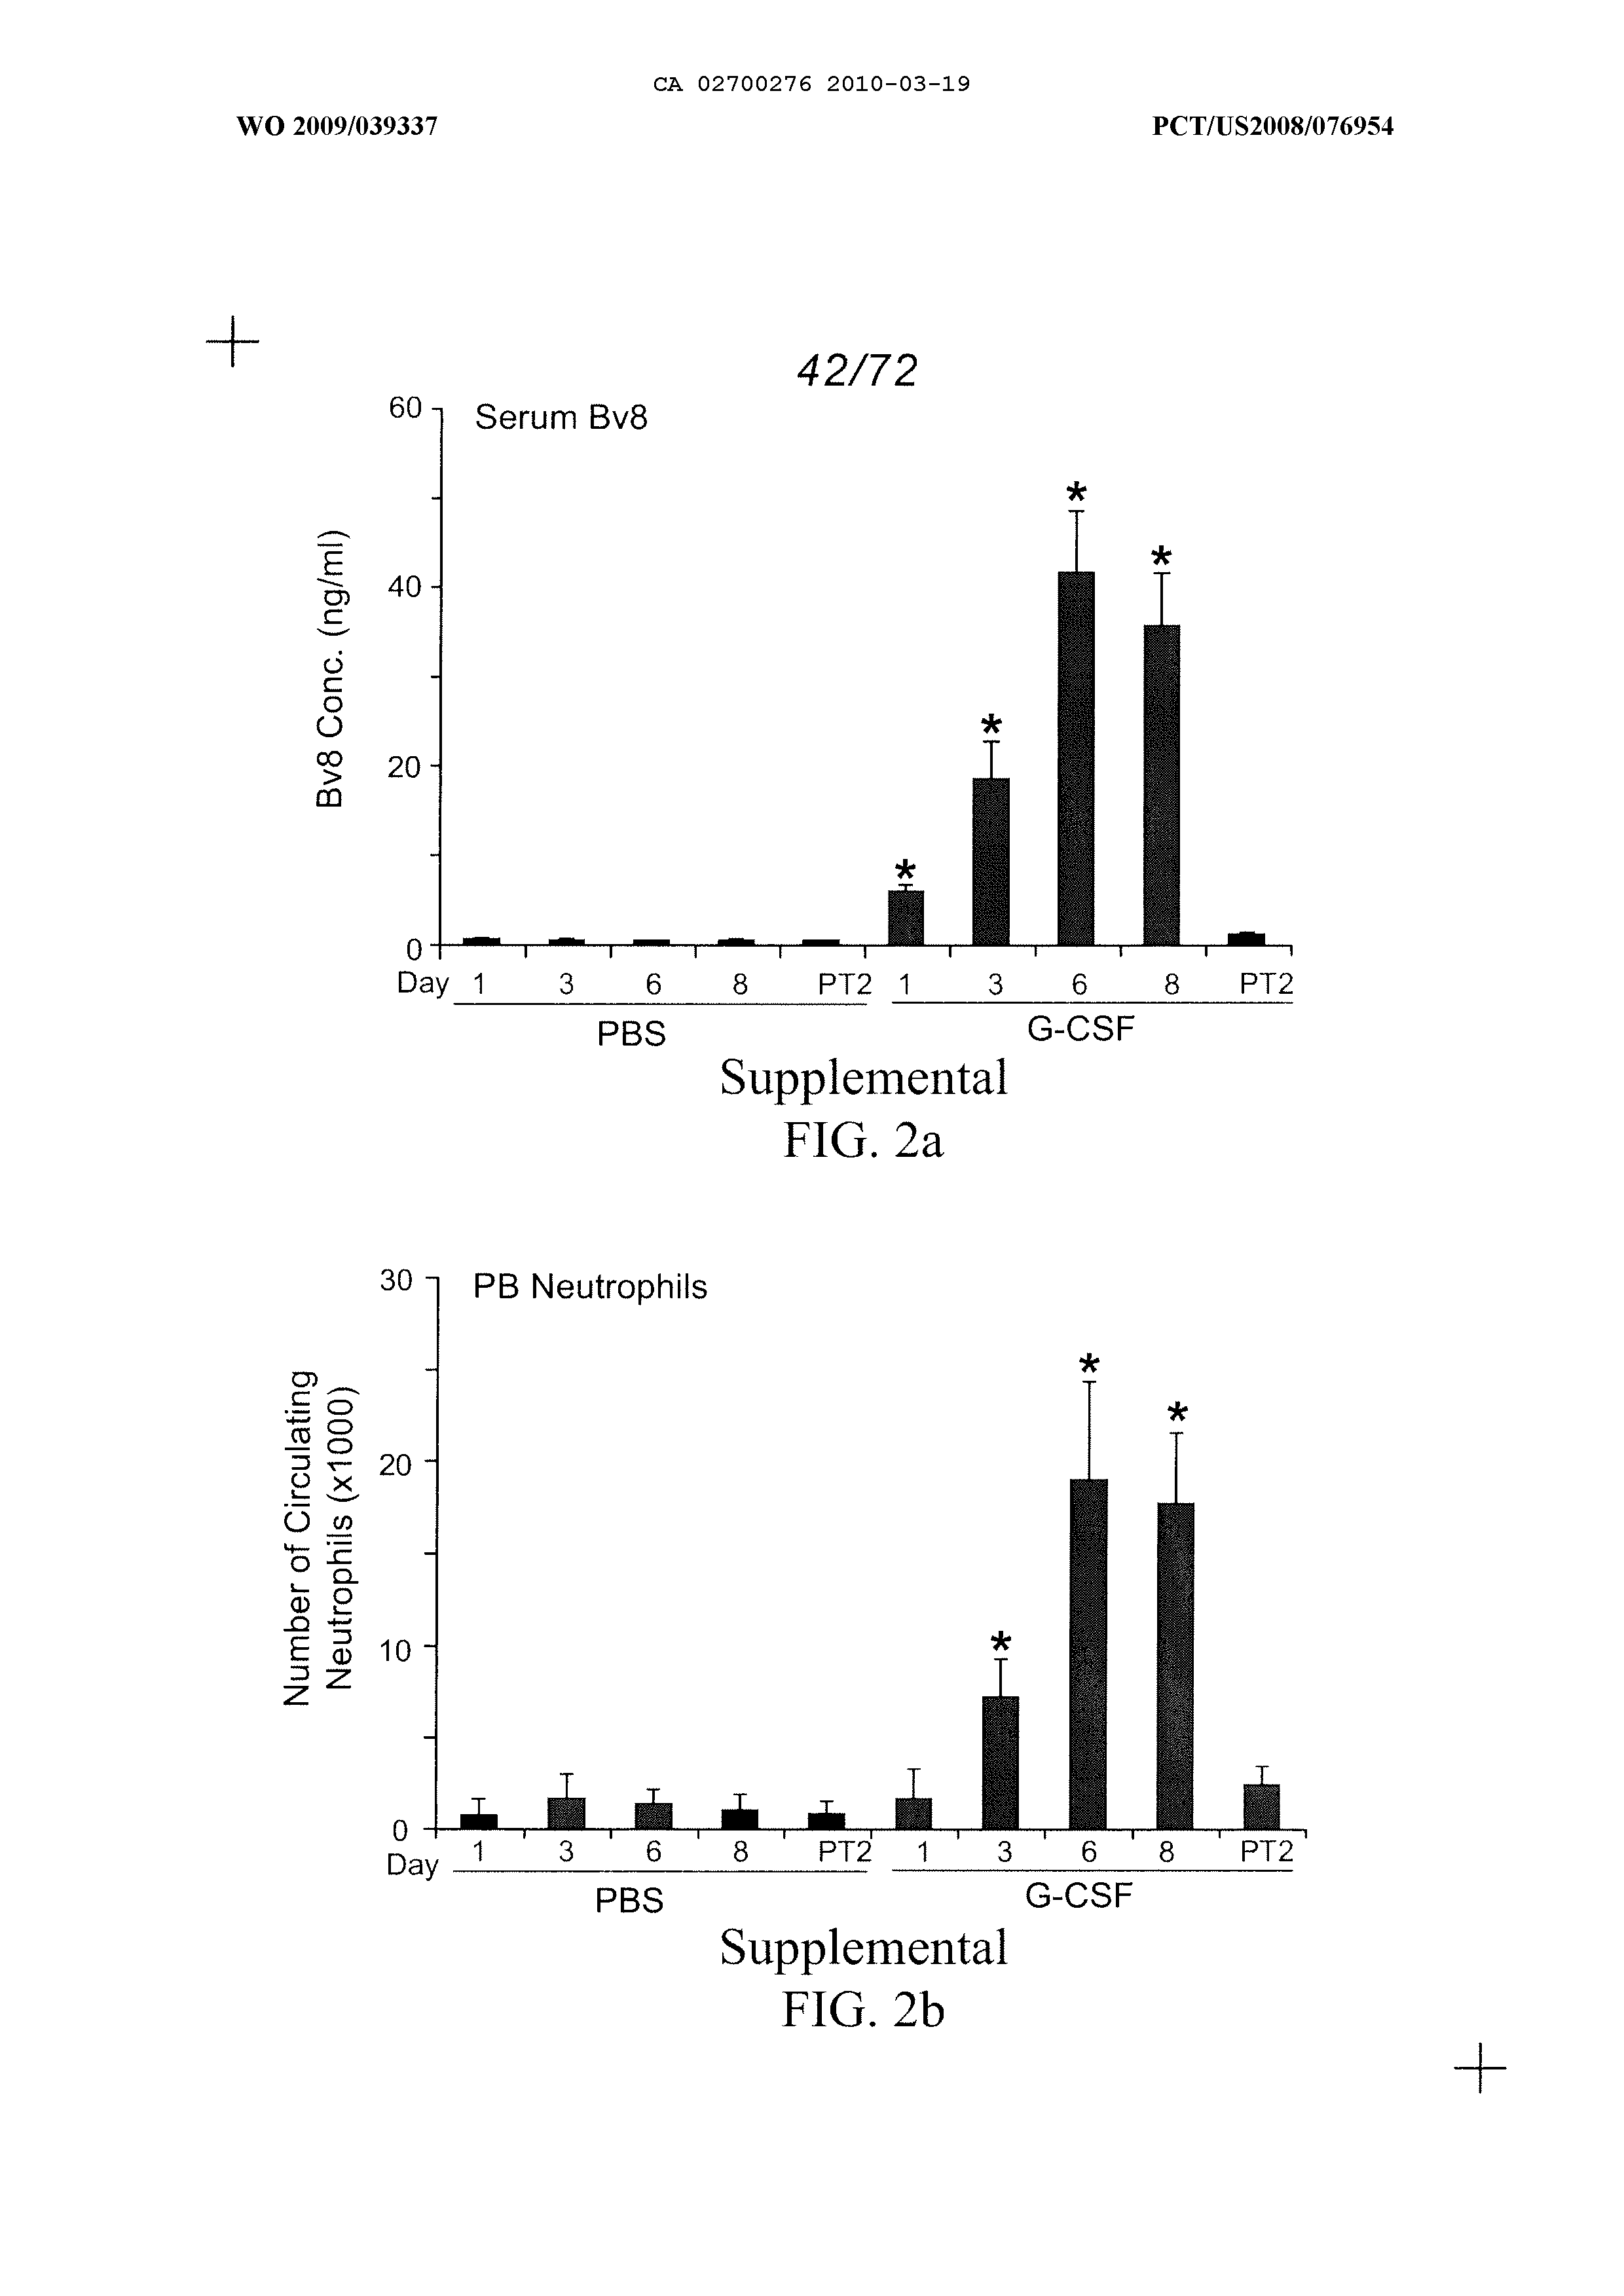 CA 02700276 2010-03-19
WO 2009/039337
PCT/US2008/076954
42/72
Serum Bv8
Bv8 Conc. (ng/ml)
60
40
20
0
* * * *
Day 1 3 6 8 PT2 1 3 6 8 PT2
PBS
G-CSF
Supplemental
FIG. 2a
PB Neutrophils
Number of Circulating
Neutrophils (x1000)
30
20
10
0
* * *
Day 1 3 6 8 PT2 1 3 6 8 PT2
PBS
G-CSF
Supplemental
FIG. 2b